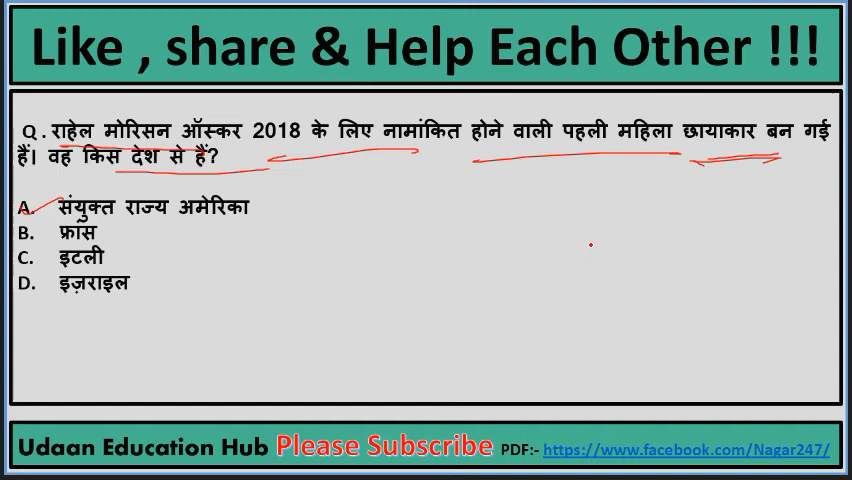 Like , share & Help Each Other !!!
Q . राहेल मोरिसन ऑस्कर 2018 के लिए नामांकित होने वाली पहली महिला छायाकार बन गई
हैं। वह किस देश से हैं?
A. संयुक्त राज्य अमेरिका
B. फ्रांस
C. इटली
D. इज़राइल
Udaan Education Hub Please Subscribe PDF:- https://www.facebook.com/Nagar247/